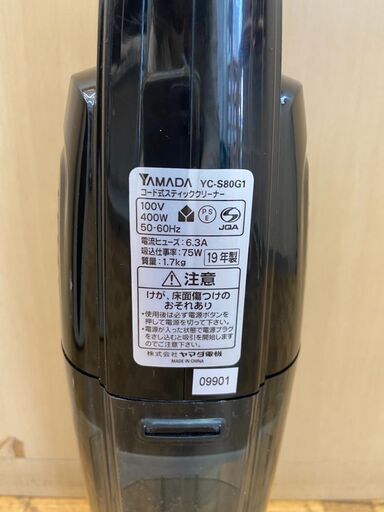 YAMADA YC-S80G1
コード式スティッククリーナー
100V
400W
50-60Hz
PS
E
JQA
電流ヒューズ:6.3A
吸込仕事率:75W
質量:1.7kg
19年製
注意
けが、床面傷つけの
おそれあり
•使用後は必ず電源ボタンを
押して電源を切って下さい。
•電源が入った状態で電源プラグ
をさし込むと吸引を開始します
のでご注意下さい。
株式会社ヤマダ電機
MADE IN CHINA
09901